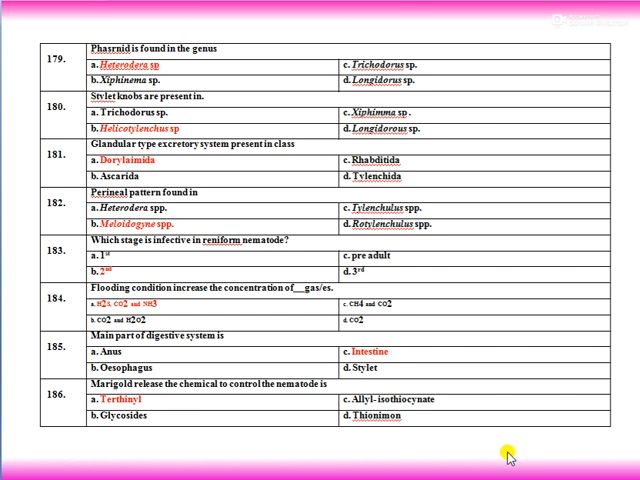 179. Phasrnid is found in the genus
a. Heterodera sp c. Trichodorus sp.
b. Xiphinema sp. d. Longidorus sp.
180. Stylet knobs are present in.
a. Trichodorus sp. c. Xiphimma sp.
b. Helicotylenchus sp d. Longidorous sp.
181. Glandular type excretory system present in class
a. Dorylaimida c. Rhabditida
b. Ascarida d. Tylenchida
182. Perineal pattern found in
a. Heterodera spp. c. Tylenchulus spp.
b. Meloidogyne spp. d. Rotylenchulus spp.
183. Which stage is infective in reniform nematode?
a. 1st c. pre adult
b. 2nd d. 3rd
184. Flooding condition increase the concentration of__gas/es.
a. H2S, CO2 and NH3 c. CH4 and CO2
b. CO2 and H2O2 d. CO2
185. Main part of digestive system is
a. Anus c. Intestine
b. Oesophagus d. Stylet
186. Marigold release the chemical to control the nematode is
a. Terthinyl c. Allyl- isothiocynate
b. Glycosides d. Thionimon